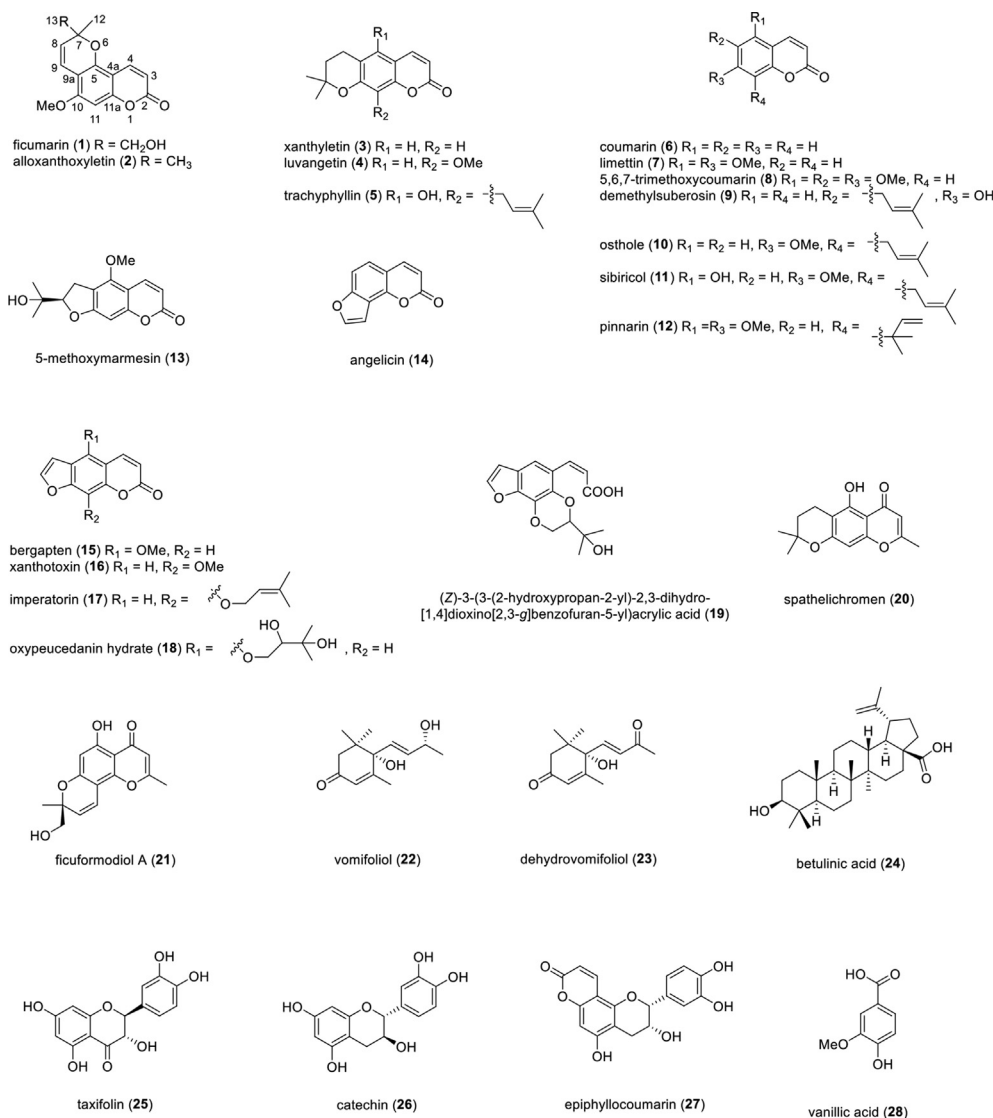 13 R 12
8 7 O 6 4
9 9a 5 4a 3
MeO 10 11 11a O 1 2 O
ficumarin (1) R = CH2OH
alloxanthoxyletin (2) R = CH3
R1
O O O
R2
xanthyletin (3) R1 = H, R2 = H
luvangetin (4) R1 = H, R2 = OMe
trachyphyllin (5) R1 = OH, R2 =
R1
R2
R3 O O
R4
coumarin (6) R1 = R2 = R3 = R4 = H
limettin (7) R1 = R3 = OMe, R2 = R4 = H
5,6,7-trimethoxycoumarin (8) R1 = R2 = R3 = OMe, R4 = H
demethylsuberosin (9) R1 = R4 = H, R2 = , R3 = OH
osthole (10) R1 = R2 = H, R3 = OMe, R4 =
sibiricol (11) R1 = OH, R2 = H, R3 = OMe, R4 =
pinnarin (12) R1 =R3 = OMe, R2 = H, R4 =
OMe
HO O O O
5-methoxymarmesin (13)
O O O
angelicin (14)
R1
O O O
R2
bergapten (15) R1 = OMe, R2 = H
xanthotoxin (16) R1 = H, R2 = OMe
imperatorin (17) R1 = H, R2 = O
oxypeucedanin hydrate (18) R1 = O HO OH , R2 = H
COOH
O O O
OH
(Z)-3-(3-(2-hydroxypropan-2-yl)-2,3-dihydro-
[1,4]dioxino[2,3-g]benzofuran-5-yl)acrylic acid (19)
OH O
O O
spathelichromen (20)
OH O
O O
HO
ficuformodiol A (21)
OH
OH
O
vomifoliol (22)
O
OH
O
dehydrovomifoliol (23)
OH
O
HO H H H
betulinic acid (24)
OH
OH
HO O
OH
OH O
taxifolin (25)
OH
OH
HO O
OH
OH
catechin (26)
OH
O O O OH
OH
OH
epiphyllocoumarin (27)
HO O
MeO
OH
vanillic acid (28)